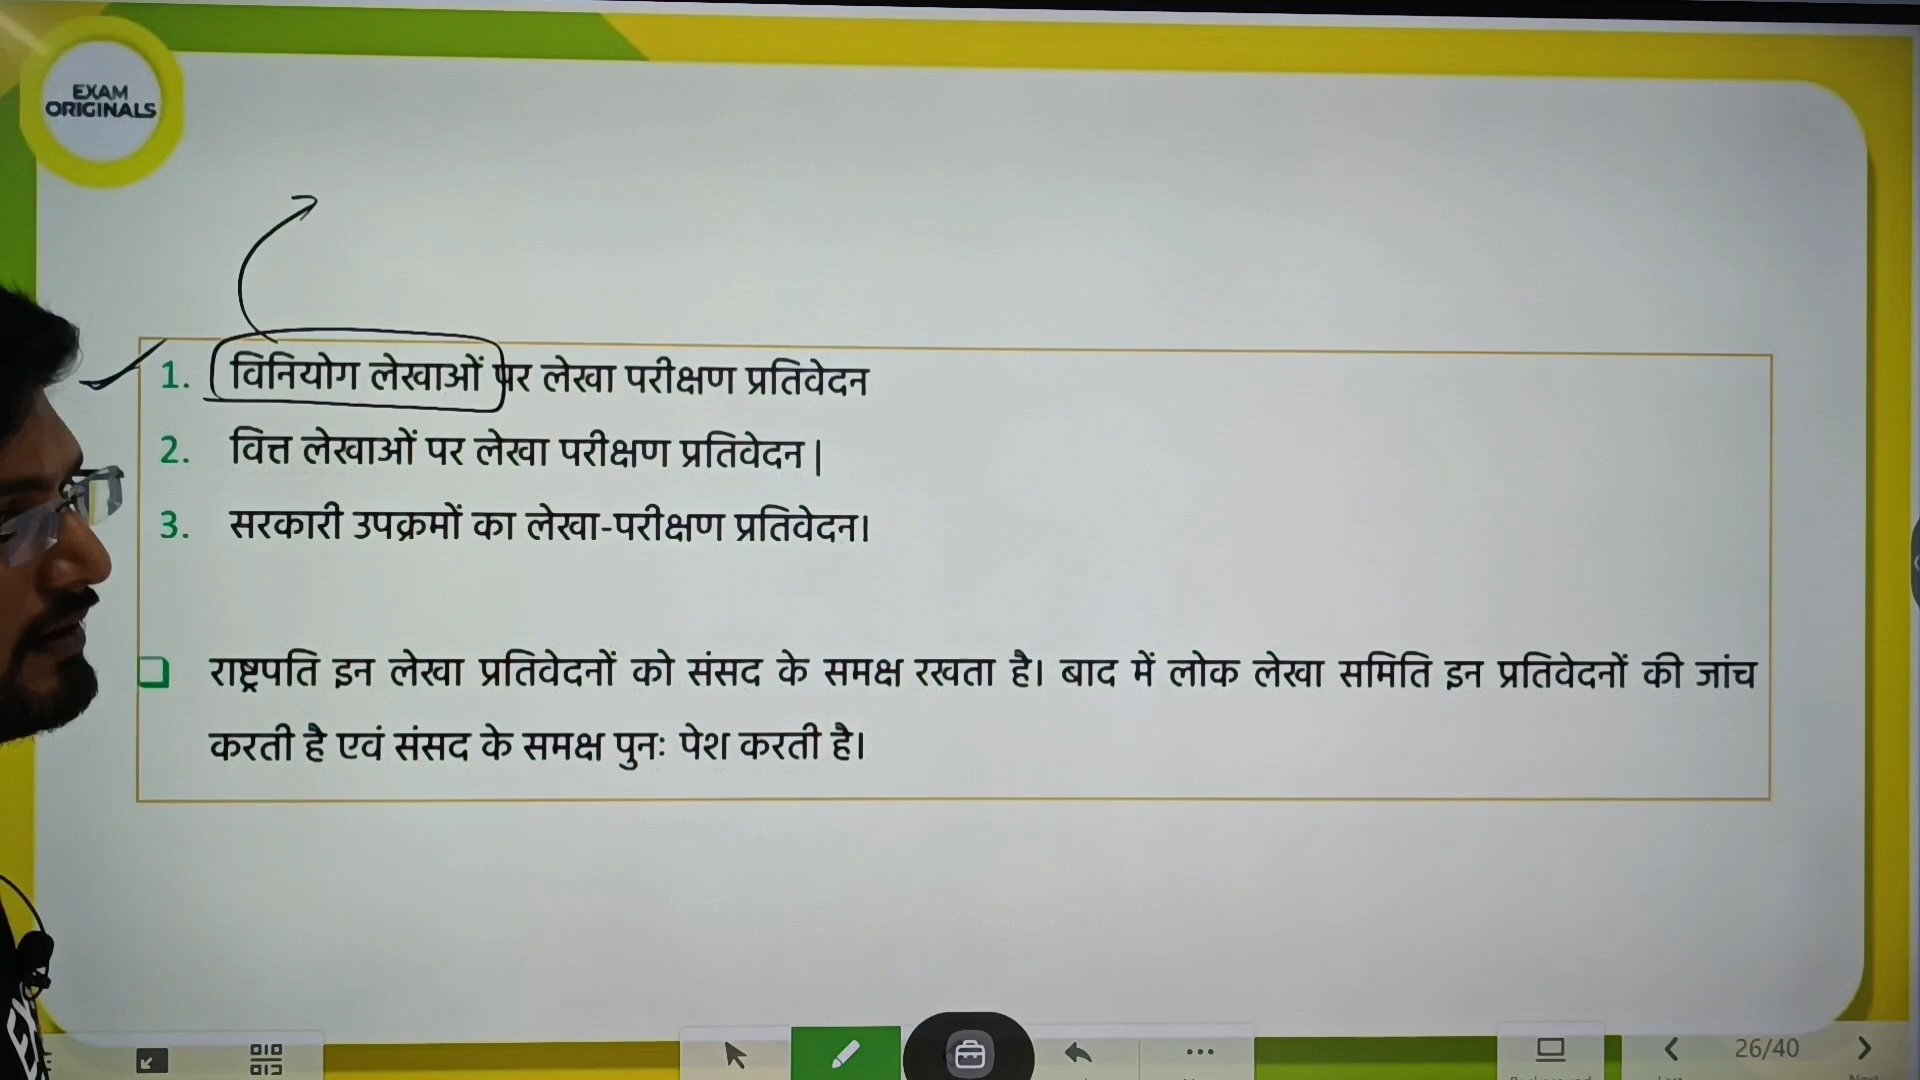 EXAM
ORIGINALS
1. विनियोग लेखाओं पर लेखा परीक्षण प्रतिवेदन
2. वित्त लेखाओं पर लेखा परीक्षण प्रतिवेदन |
3. सरकारी उपक्रमों का लेखा-परीक्षण प्रतिवेदन।
राष्ट्रपति इन लेखा प्रतिवेदनों को संसद के समक्ष रखता है। बाद में लोक लेखा समिति इन प्रतिवेदनों की जांच
करती है एवं संसद के समक्ष पुनः पेश करती है।
26/40